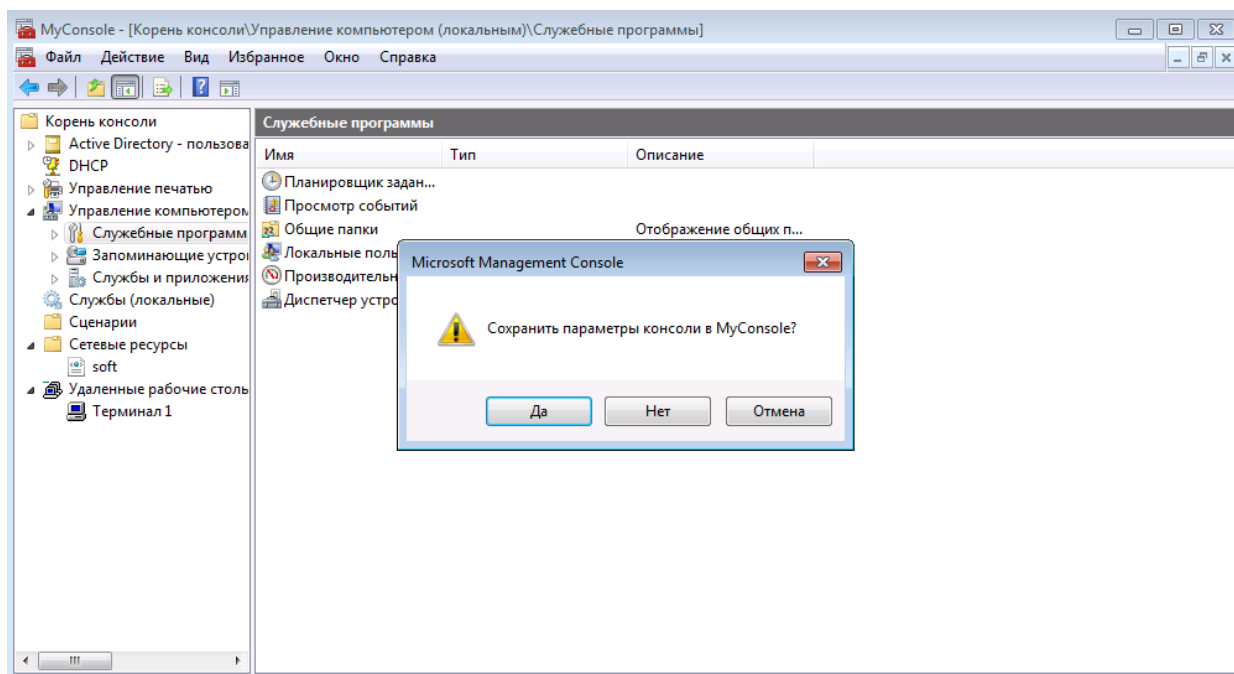 MyConsole - [Корень консоли\Управление компьютером (локальным)\Служебные программы]
Файл Действие Вид Избранное Окно Справка
Корень консоли
Active Directory - пользова
DHCP
Управление печатью
Управление компьютером
Служебные программ
Запоминающие устрой
Службы и приложения
Службы (локальные)
Сценарии
Сетевые ресурсы
soft
Удаленные рабочие столь
Терминал 1
Служебные программы
Имя Тип Описание
Планировщик задан...
Просмотр событий
Общие папки Отображение общих п...
Локальные поль
Производительн
Диспетчер устро
Microsoft Management Console
Сохранить параметры консоли в MyConsole?
Да Нет Отмена